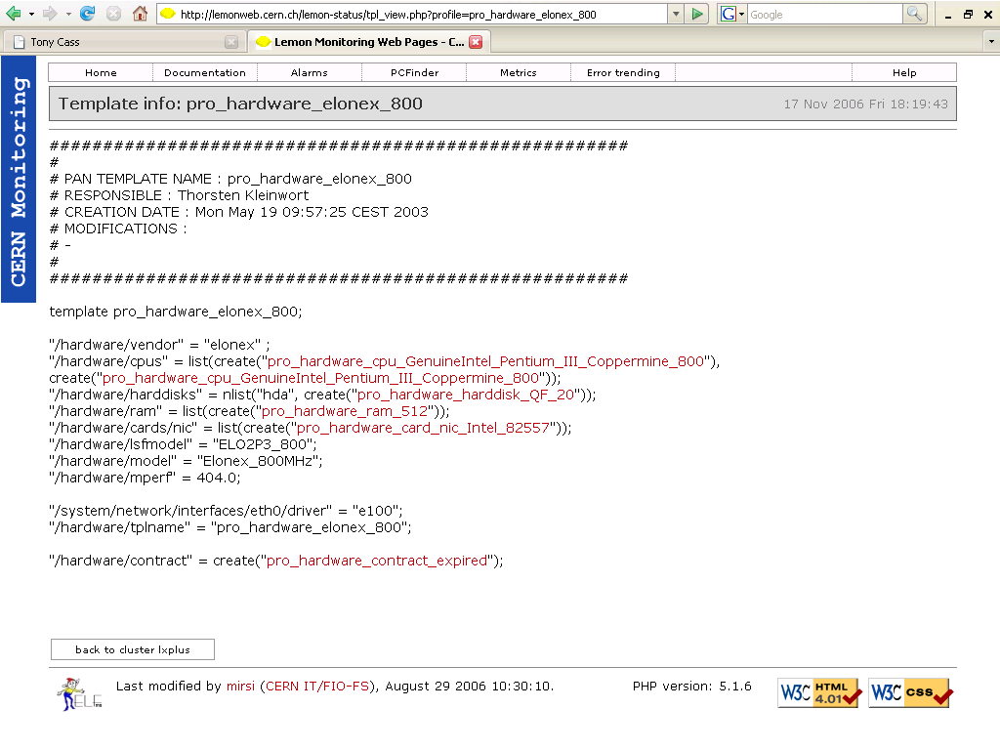 http://lemonweb.cern.ch/lemon-status/tpl_view.php?profile=pro_hardware_elonex_800
G Google
Tony Cass
Lemon Monitoring Web Pages - C...
CERN Monitoring
Home Documentation Alarms PCFinder Metrics Error trending Help
Template info: pro_hardware_elonex_800 17 Nov 2006 Fri 18:19:43
######################################################
#
# PAN TEMPLATE NAME : pro_hardware_elonex_800
# RESPONSIBLE : Thorsten Kleinwort
# CREATION DATE : Mon May 19 09:57:25 CEST 2003
# MODIFICATIONS :
# -
#
######################################################
template pro_hardware_elonex_800;
"/hardware/vendor" = "elonex" ;
"/hardware/cpus" = list(create("pro_hardware_cpu_GenuineIntel_Pentium_III_Coppermine_800"),
create("pro_hardware_cpu_GenuineIntel_Pentium_III_Coppermine_800"));
"/hardware/harddisks" = nlist("hda", create("pro_hardware_harddisk_QF_20"));
"/hardware/ram" = list(create("pro_hardware_ram_512"));
"/hardware/cards/nic" = list(create("pro_hardware_card_nic_Intel_82557"));
"/hardware/lsfmodel" = "ELO2P3_800";
"/hardware/model" = "Elonex_800MHz";
"/hardware/mperf" = 404.0;
"/system/network/interfaces/eth0/driver" = "e100";
"/hardware/tplname" = "pro_hardware_elonex_800";
"/hardware/contract" = create("pro_hardware_contract_expired");
back to cluster lxplus
ELF
Last modified by mirsi (CERN IT/FIO-FS), August 29 2006 10:30:10. PHP version: 5.1.6
W3C HTML 4.01
W3C css